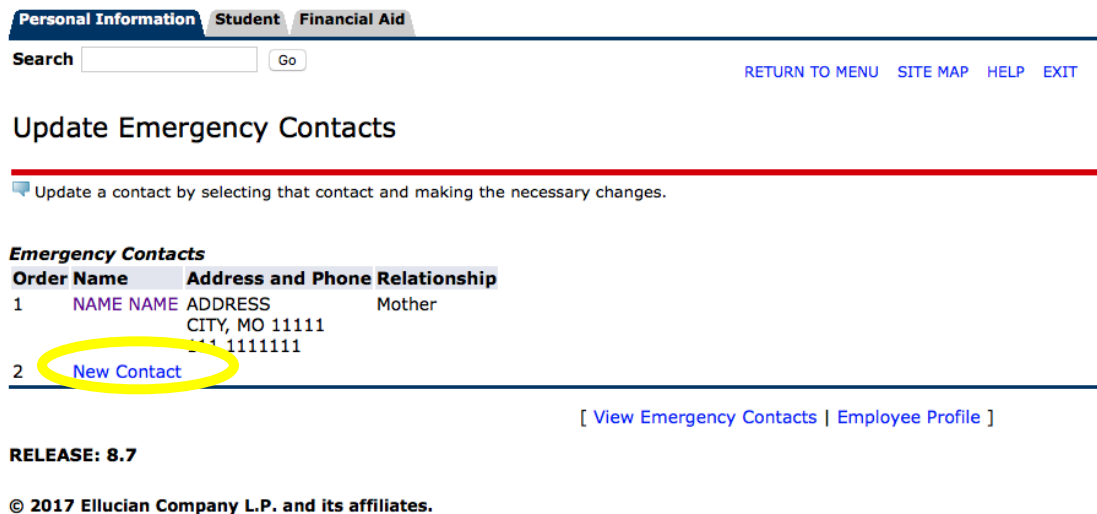 Personal Information Student Financial Aid
Search Go
RETURN TO MENU SITE MAP HELP EXIT
Update Emergency Contacts
Update a contact by selecting that contact and making the necessary changes.
Emergency Contacts
Order Name Address and Phone Relationship
1 NAME NAME ADDRESS Mother
CITY, MO 11111
111 1111111
2 New Contact
[ View Emergency Contacts | Employee Profile ]
RELEASE: 8.7
© 2017 Ellucian Company L.P. and its affiliates.